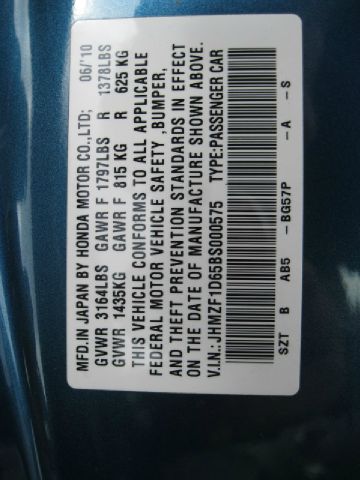 MFD. IN JAPAN BY HONDA MOTOR CO.,LTD; 06/'10
GVWR 3164LBS GAWR F 1797LBS R 1378LBS
GVWR 1435KG GAWR F 815 KG R 625 KG
THIS VEHICLE CONFORMS TO ALL APPLICABLE
FEDERAL MOTOR VEHICLE SAFETY ,BUMPER,
AND THEFT PREVENTION STANDARDS IN EFFECT
ON THE DATE OF MANUFACTURE SHOWN ABOVE.
V.I.N.: JHMZF1D65BS000575 TYPE:PASSENGER CAR
SZT B AB5 -BG57P -A -S